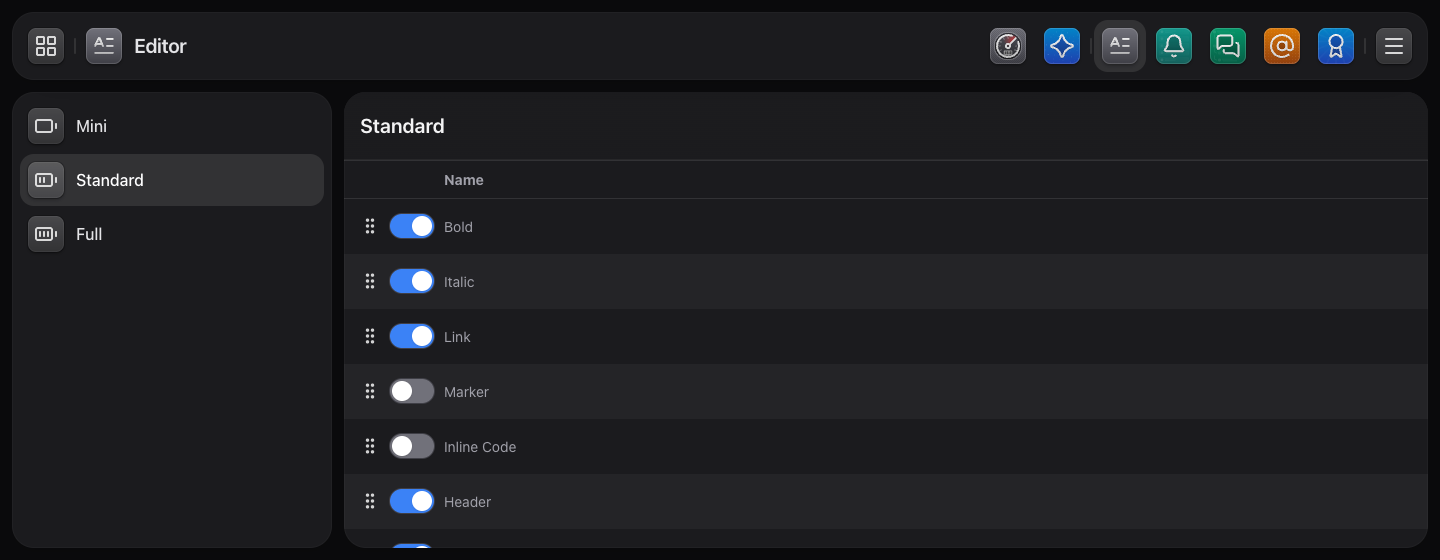 Editor
Mini
Standard
Full
Standard
Name
Bold
Italic
Link
Marker
Inline Code
Header